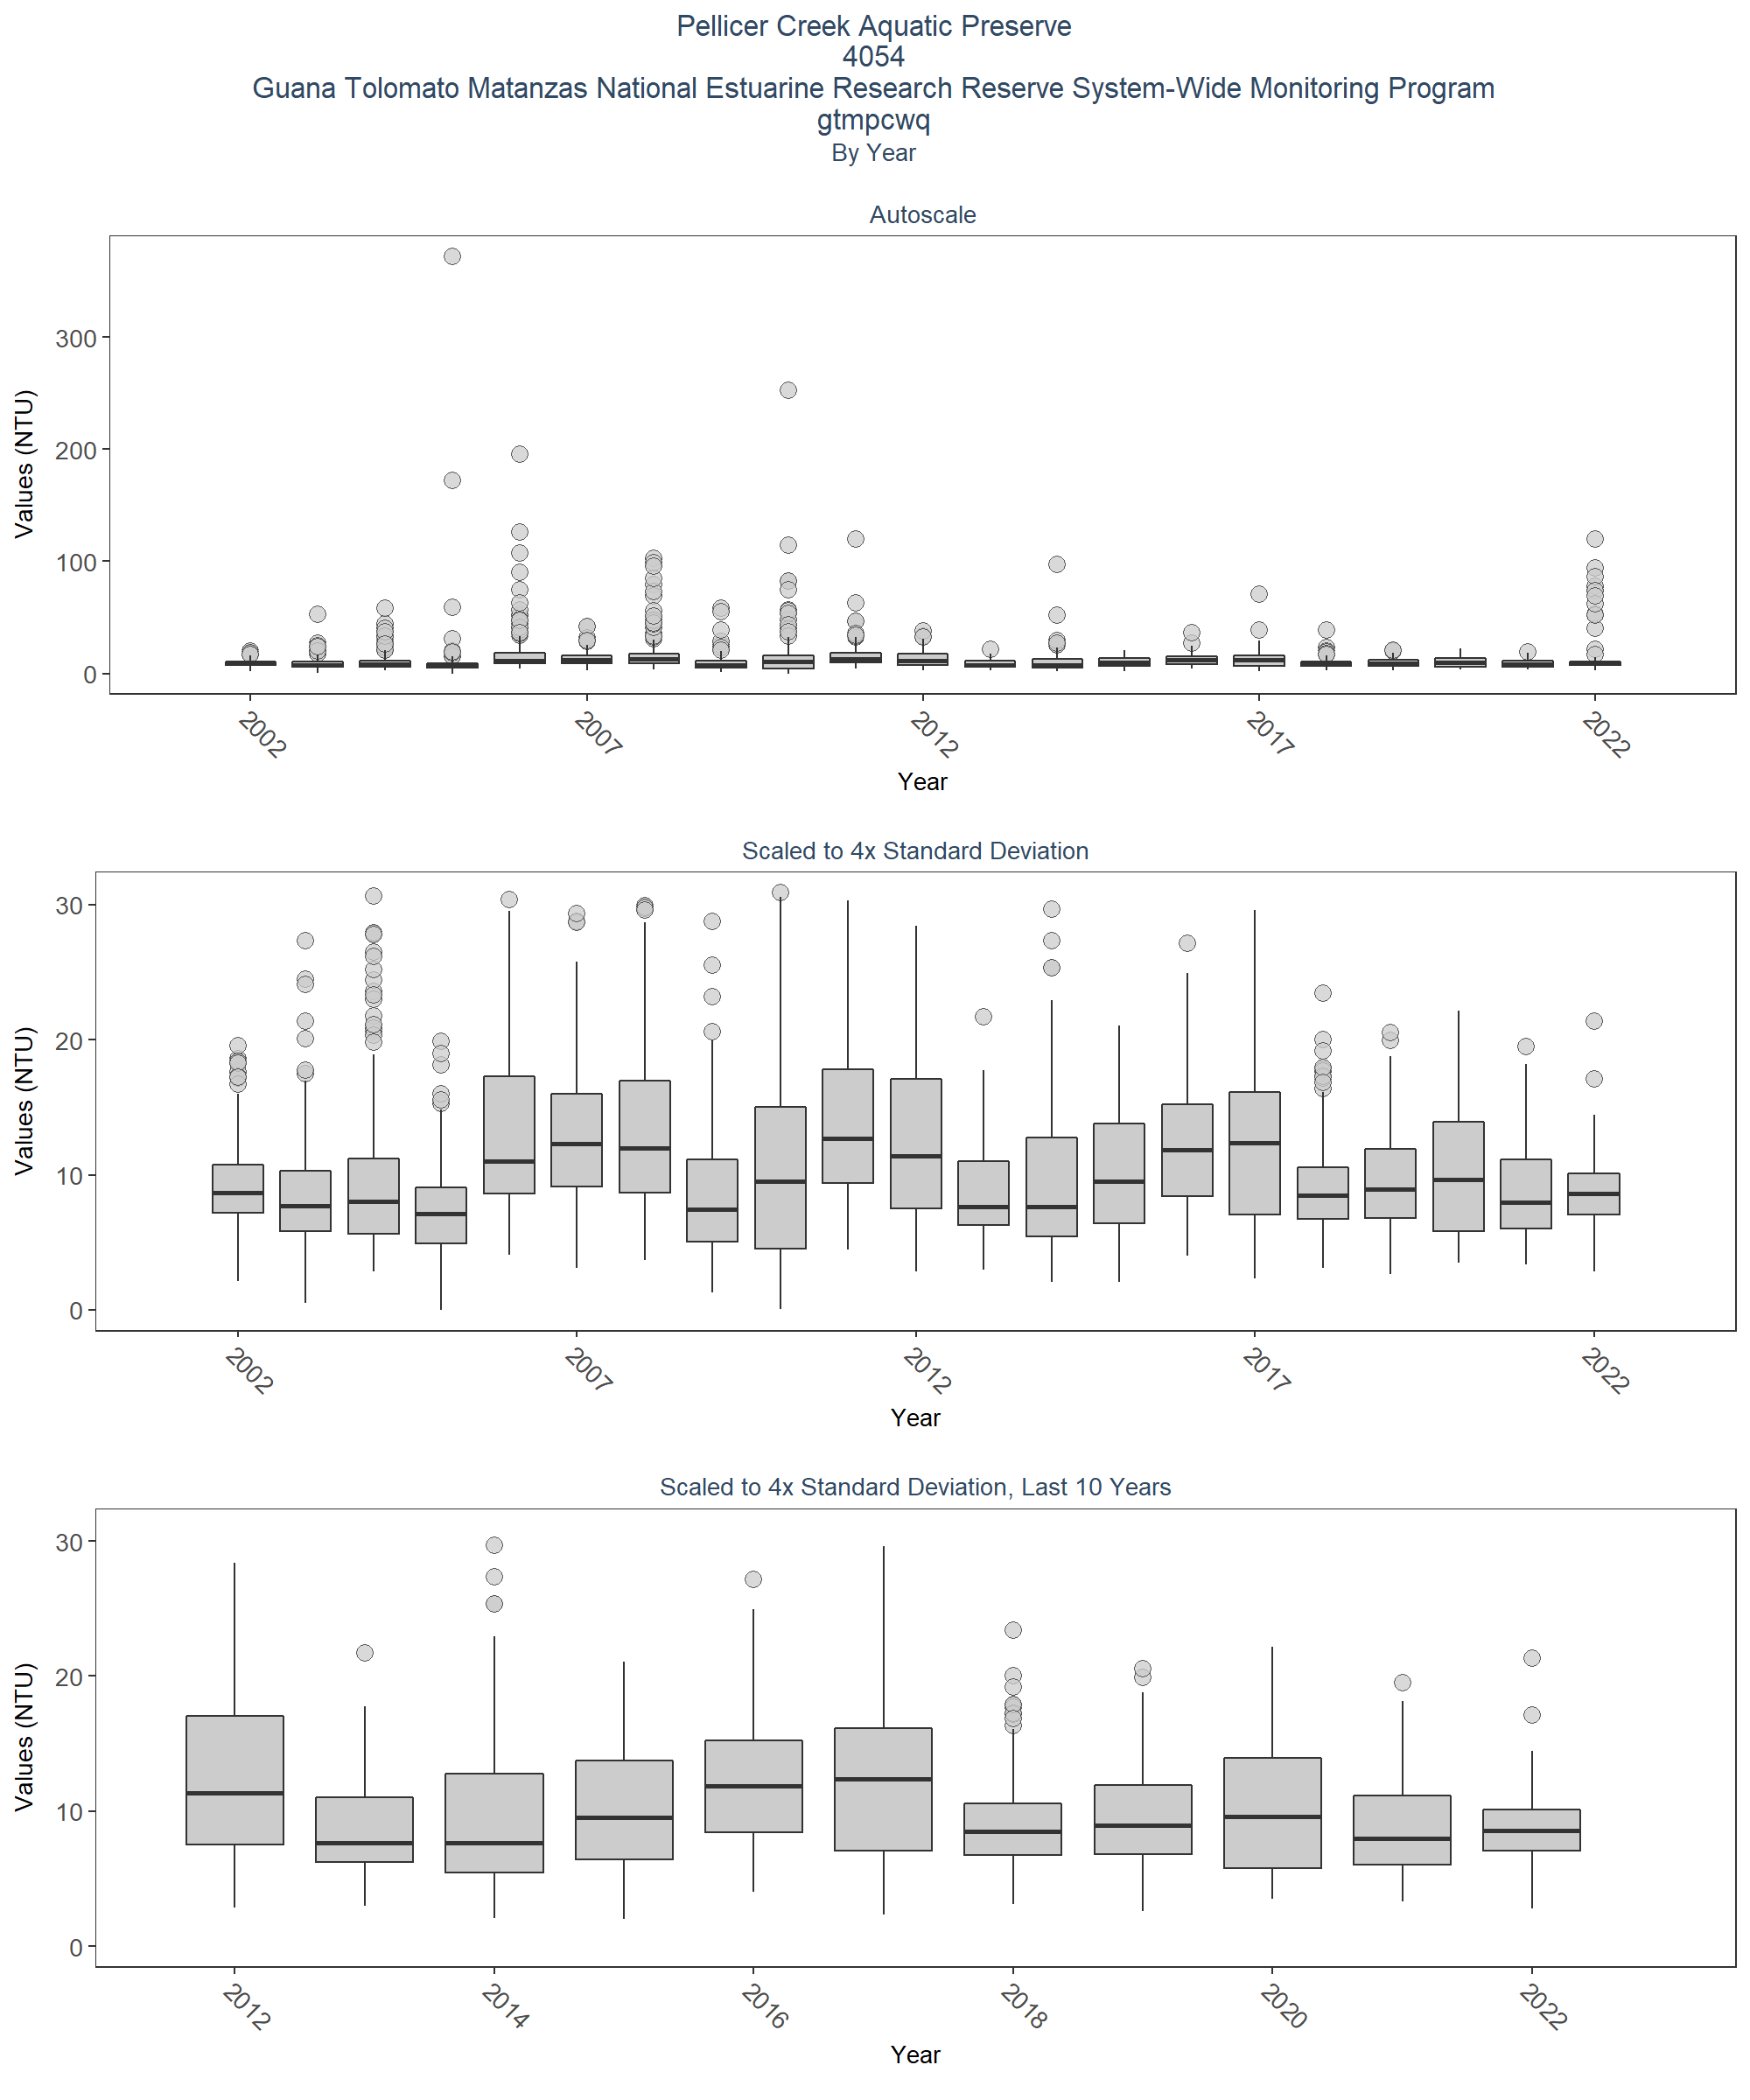 Pellicer Creek Aquatic Preserve
4054
Guana Tolomato Matanzas National Estuarine Research Reserve System-Wide Monitoring Program
gtmpcwq
By Year
Autoscale
Values (NTU)
300
200
100
0
2002 2007 2012 2017 2022
Year
Scaled to 4x Standard Deviation
Values (NTU)
30
20
10
0
2002 2007 2012 2017 2022
Year
Scaled to 4x Standard Deviation, Last 10 Years
Values (NTU)
30
20
10
0
2012 2014 2016 2018 2020 2022
Year